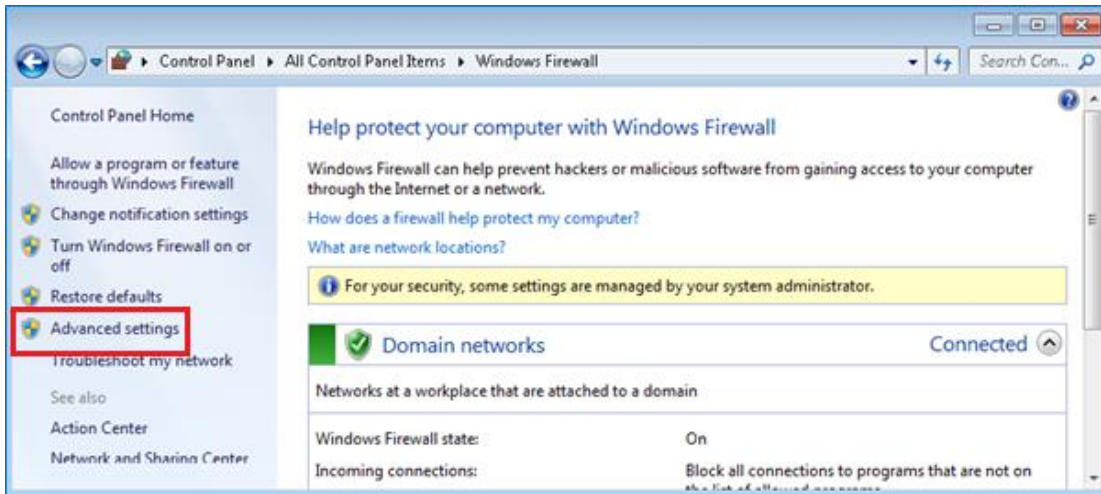 Control Panel ▸ All Control Panel Items ▸ Windows Firewall
Search Con...
Control Panel Home
Allow a program or feature
through Windows Firewall
Change notification settings
Turn Windows Firewall on or
off
Restore defaults
Advanced settings
Troubleshoot my network
See also
Action Center
Network and Sharing Center
Help protect your computer with Windows Firewall
Windows Firewall can help prevent hackers or malicious software from gaining access to your computer
through the Internet or a network.
How does a firewall help protect my computer?
What are network locations?
For your security, some settings are managed by your system administrator.
Domain networks Connected
Networks at a workplace that are attached to a domain
Windows Firewall state: On
Incoming connections: Block all connections to programs that are not on
the list of allowed programs